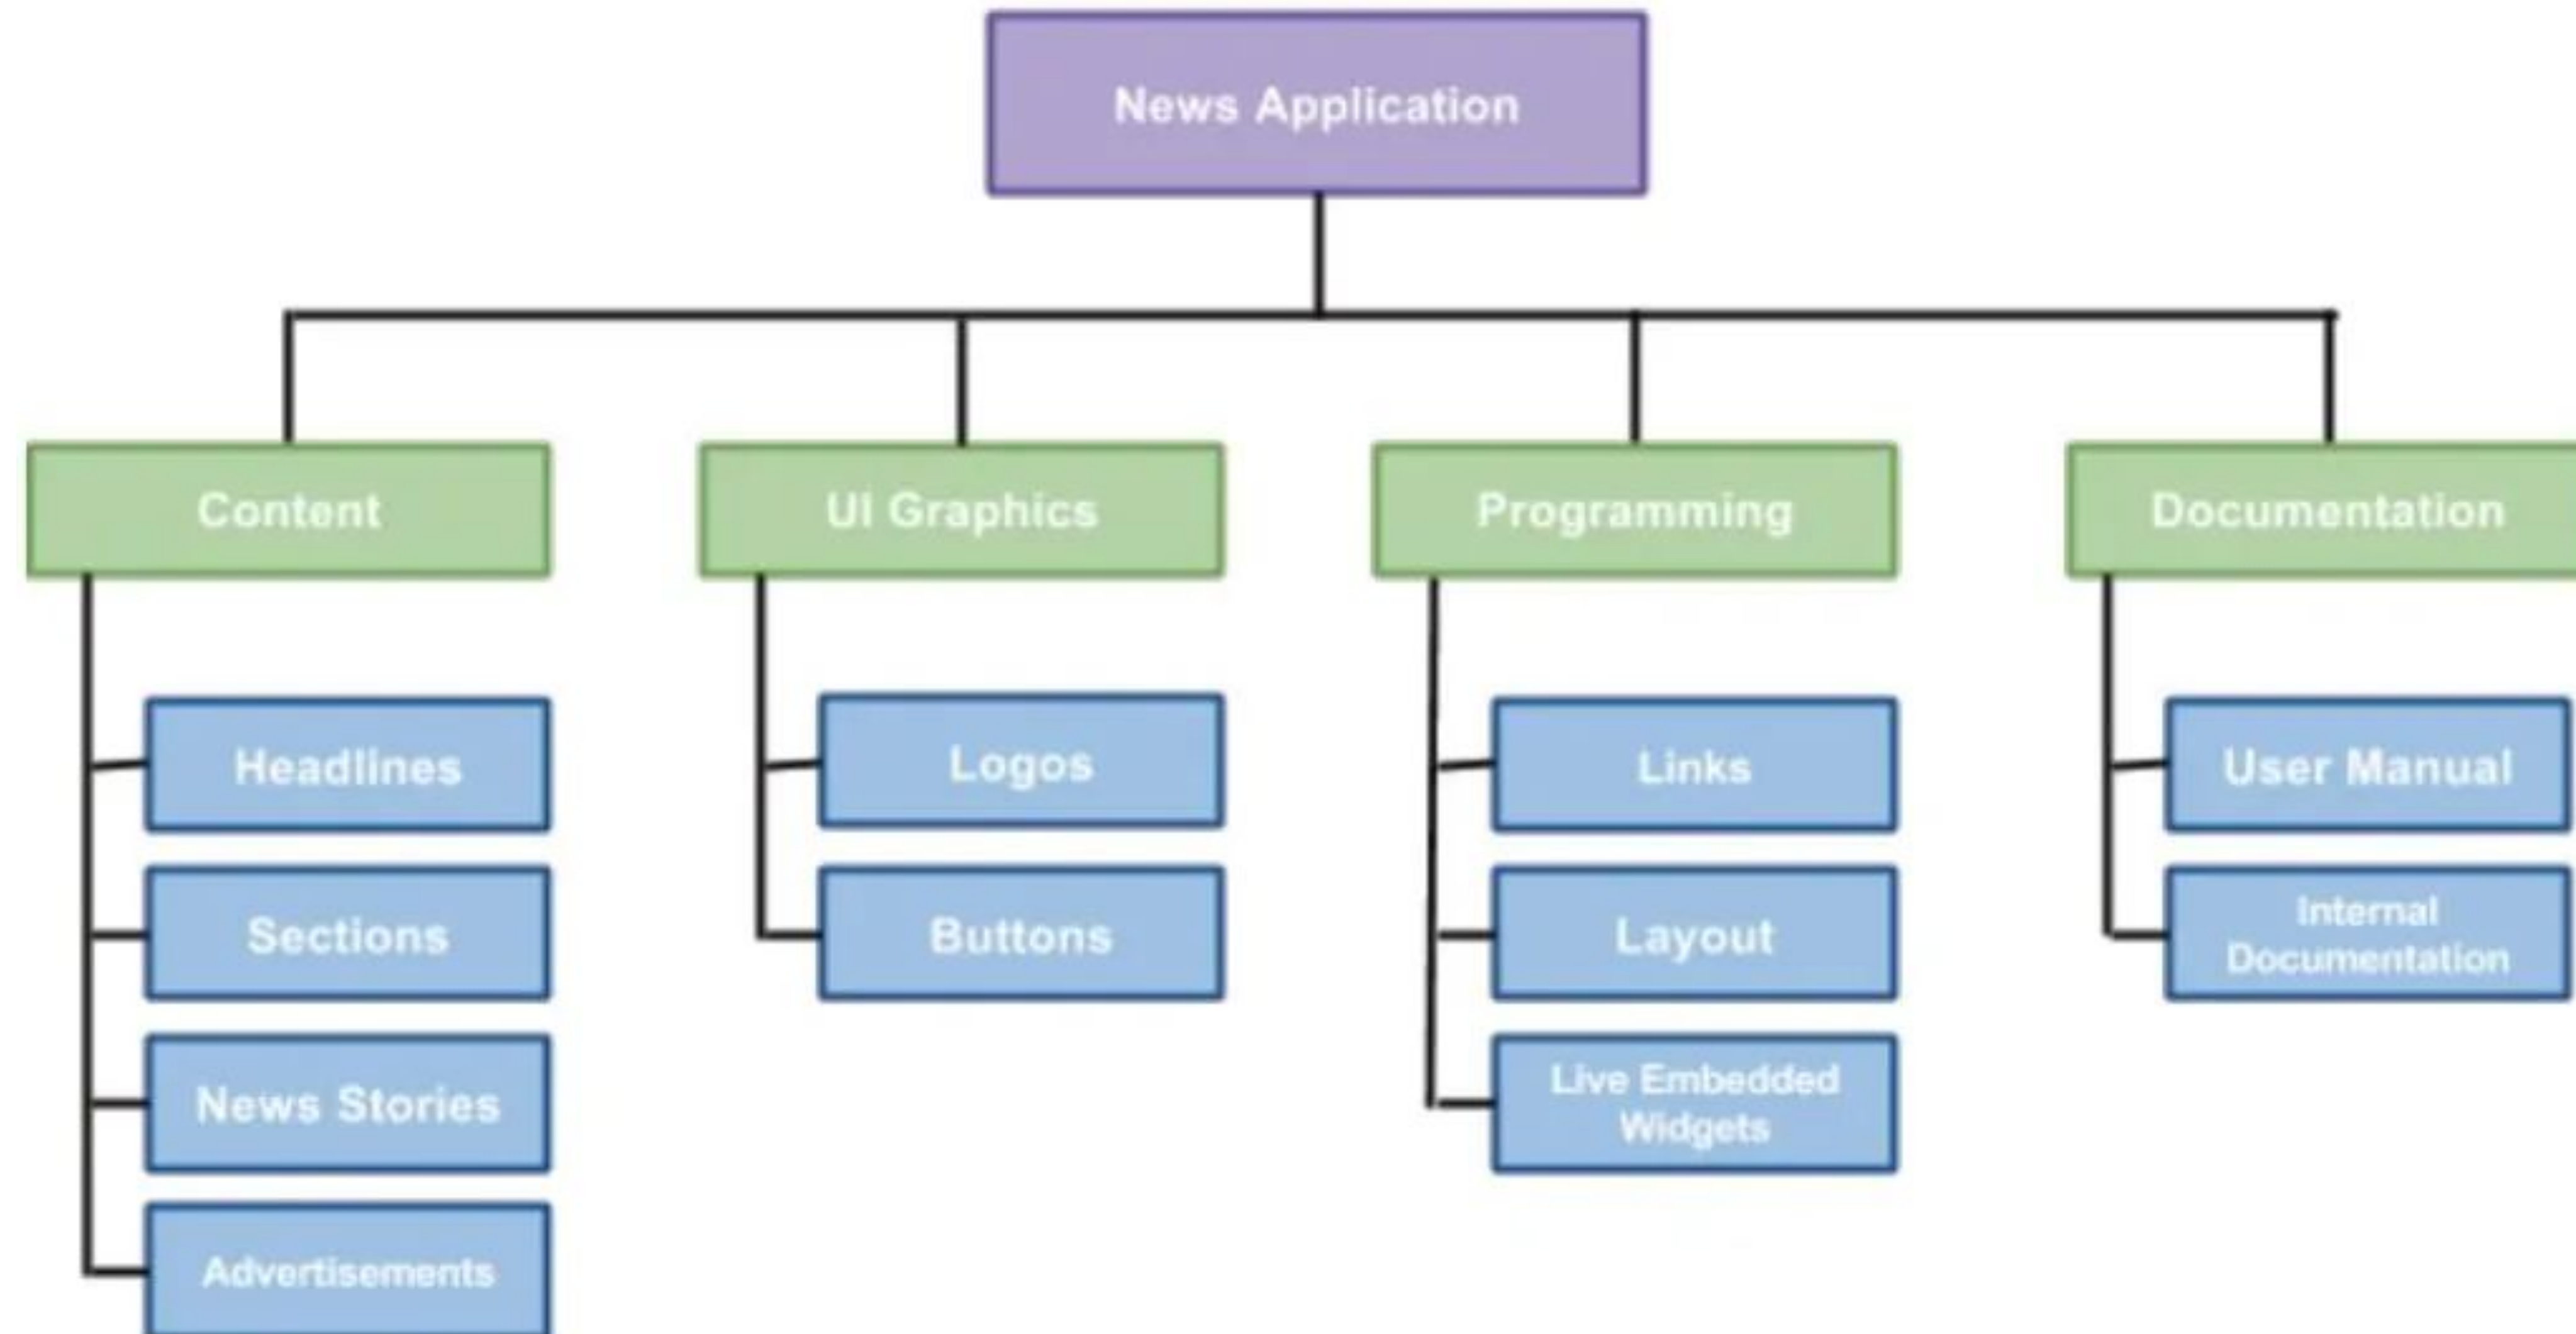 News Application
Content
UI Graphics
Programming
Documentation
Headlines
Sections
News Stories
Advertisements
Logos
Buttons
Links
Layout
Live Embedded
Widgets
User Manual
Internal
Documentation